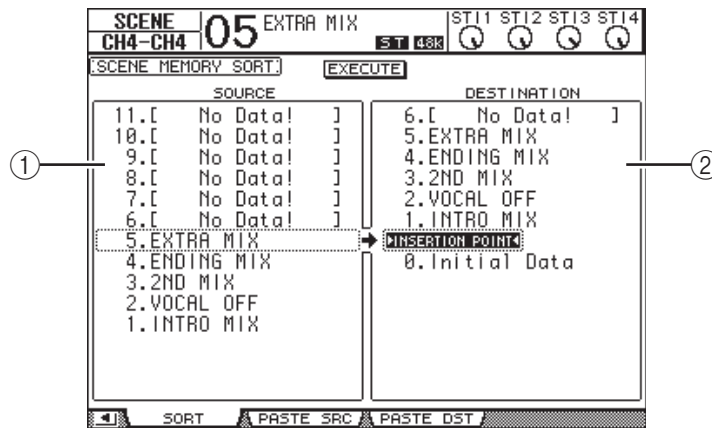 SCENE
CH4-CH4
05 EXTRA MIX
ST 48K
ST11 ST12 ST13 ST14
SCENE MEMORY SORT
EXECUTE
SOURCE
11.[ No Data! ]
10.[ No Data! ]
9.[ No Data! ]
8.[ No Data! ]
7.[ No Data! ]
6.[ No Data! ]
5.EXTRA MIX
4.ENDING MIX
3.2ND MIX
2.VOCAL OFF
1.INTRO MIX
DESTINATION
6.[ No Data! ]
5.EXTRA MIX
4.ENDING MIX
3.2ND MIX
2.VOCAL OFF
1.INTRO MIX
INSERTION POINT
0.Initial Data
1
2
SORT
PASTE SRC
PASTE DST